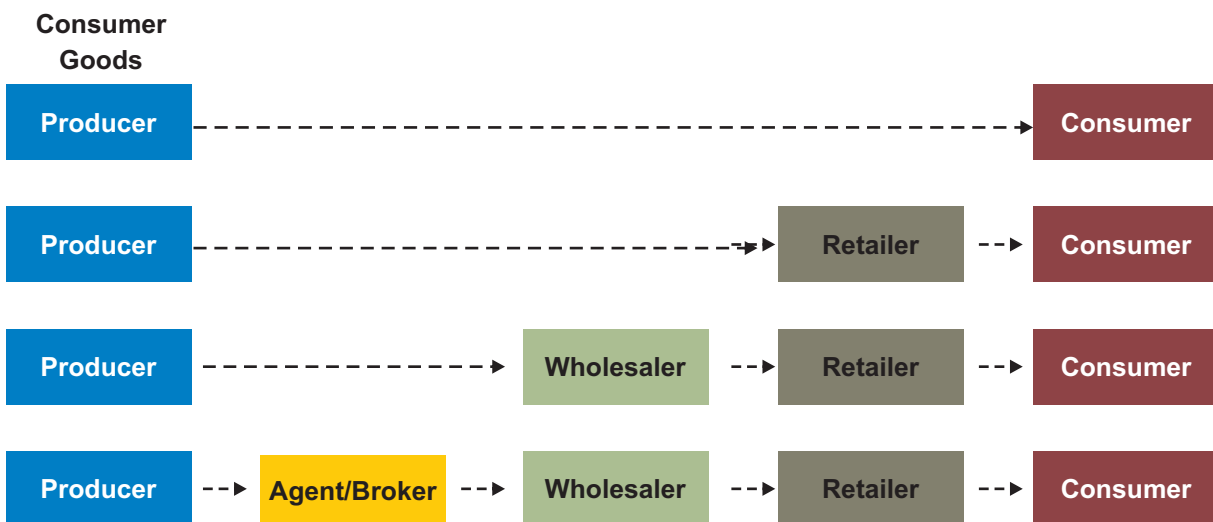 Consumer
Goods
Producer Consumer
Producer Retailer Consumer
Producer Wholesaler Retailer Consumer
Producer Agent/Broker Wholesaler Retailer Consumer